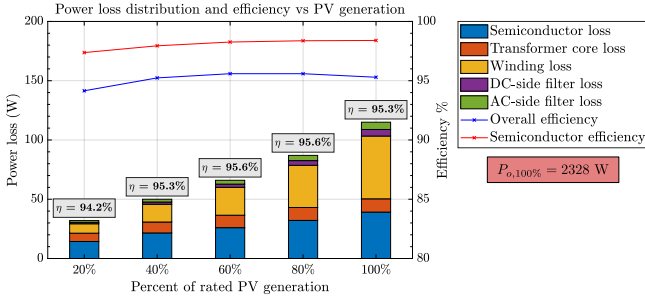 Power loss distribution and efficiency vs PV generation
200
150
100
50
0
Power loss (W)
100
95
90
85
80
Efficiency %
η = 94.2%
η = 95.3%
η = 95.6%
η = 95.6%
η = 95.3%
20%
40%
60%
80%
100%
Percent of rated PV generation
Semiconductor loss
Transformer core loss
Winding loss
DC-side filter loss
AC-side filter loss
Overall efficiency
Semiconductor efficiency
Po,100% = 2328 W